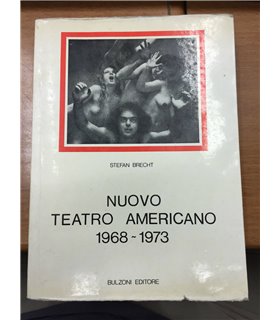 STEFAN BRECHT
NUOVO
TEATRO AMERICANO
1968 ~ 1973
BULZONI EDITORE